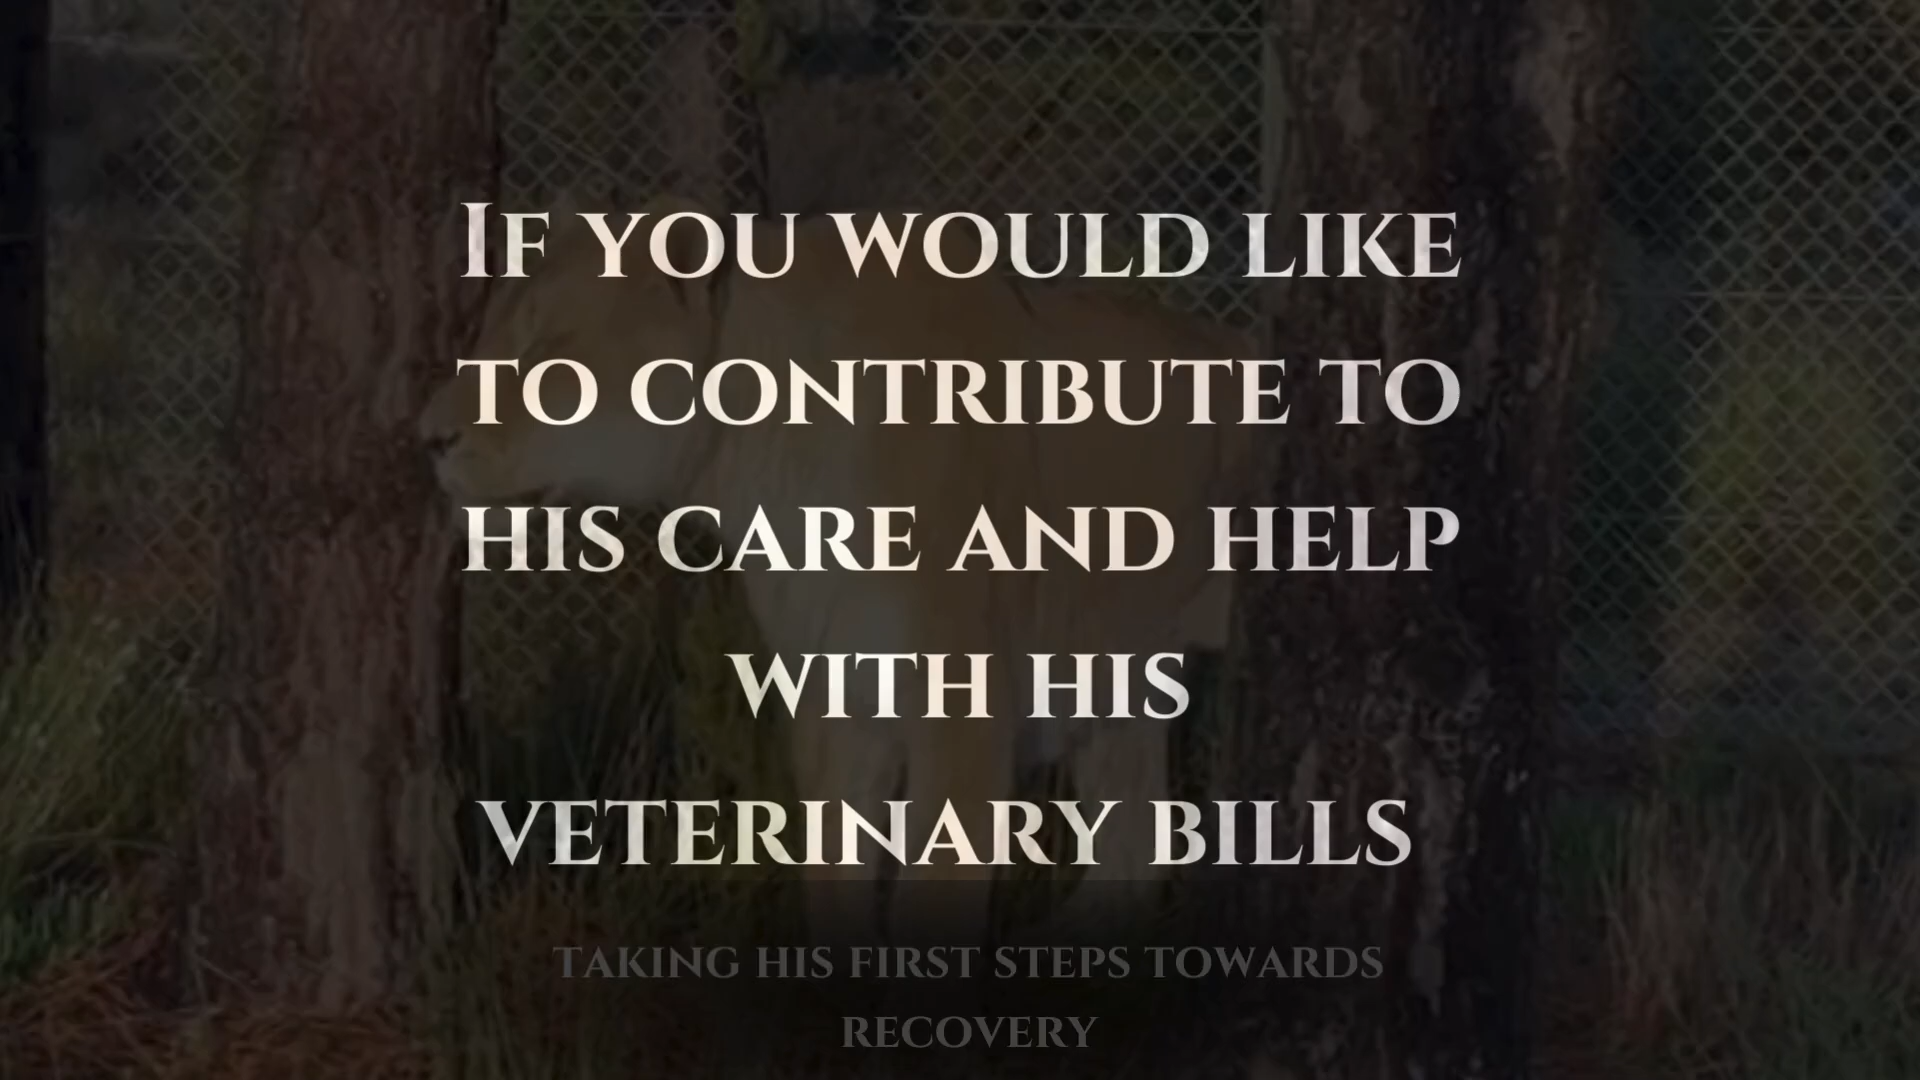 If you would like
to contribute to
his care and help
with his
veterinary bills
taking his first steps towards
recovery